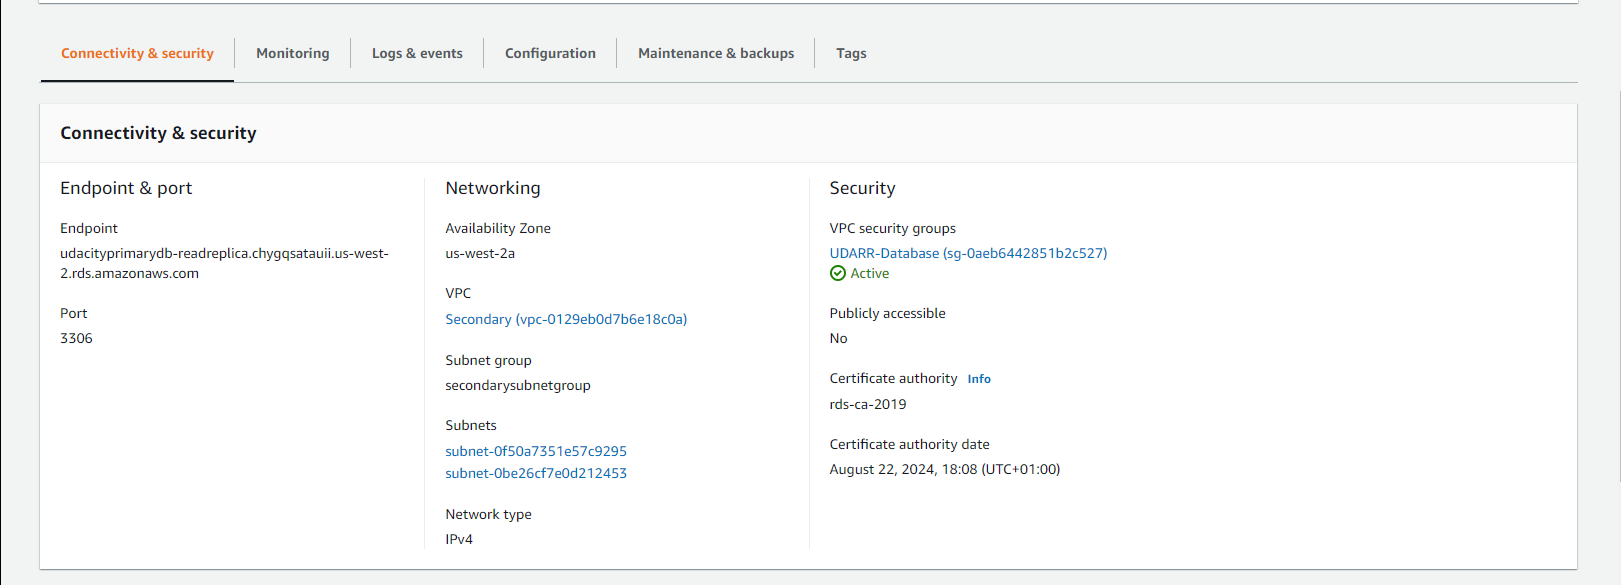 Connectivity & security
Monitoring
Logs & events
Configuration
Maintenance & backups
Tags
Connectivity & security
Endpoint & port
Endpoint
udacityprimarydb-readreplica.chygqsatauii.us-west-
2.rds.amazonaws.com
Port
3306
Networking
Availability Zone
us-west-2a
VPC
Secondary (vpc-0129eb0d7b6e18c0a)
Subnet group
secondarysubnetgroup
Subnets
subnet-0f50a7351e57c9295
subnet-0be26cf7e0d212453
Network type
IPv4
Security
VPC security groups
UDARR-Database (sg-0aeb6442851b2c527)
Active
Publicly accessible
No
Certificate authority Info
rds-ca-2019
Certificate authority date
August 22, 2024, 18:08 (UTC+01:00)